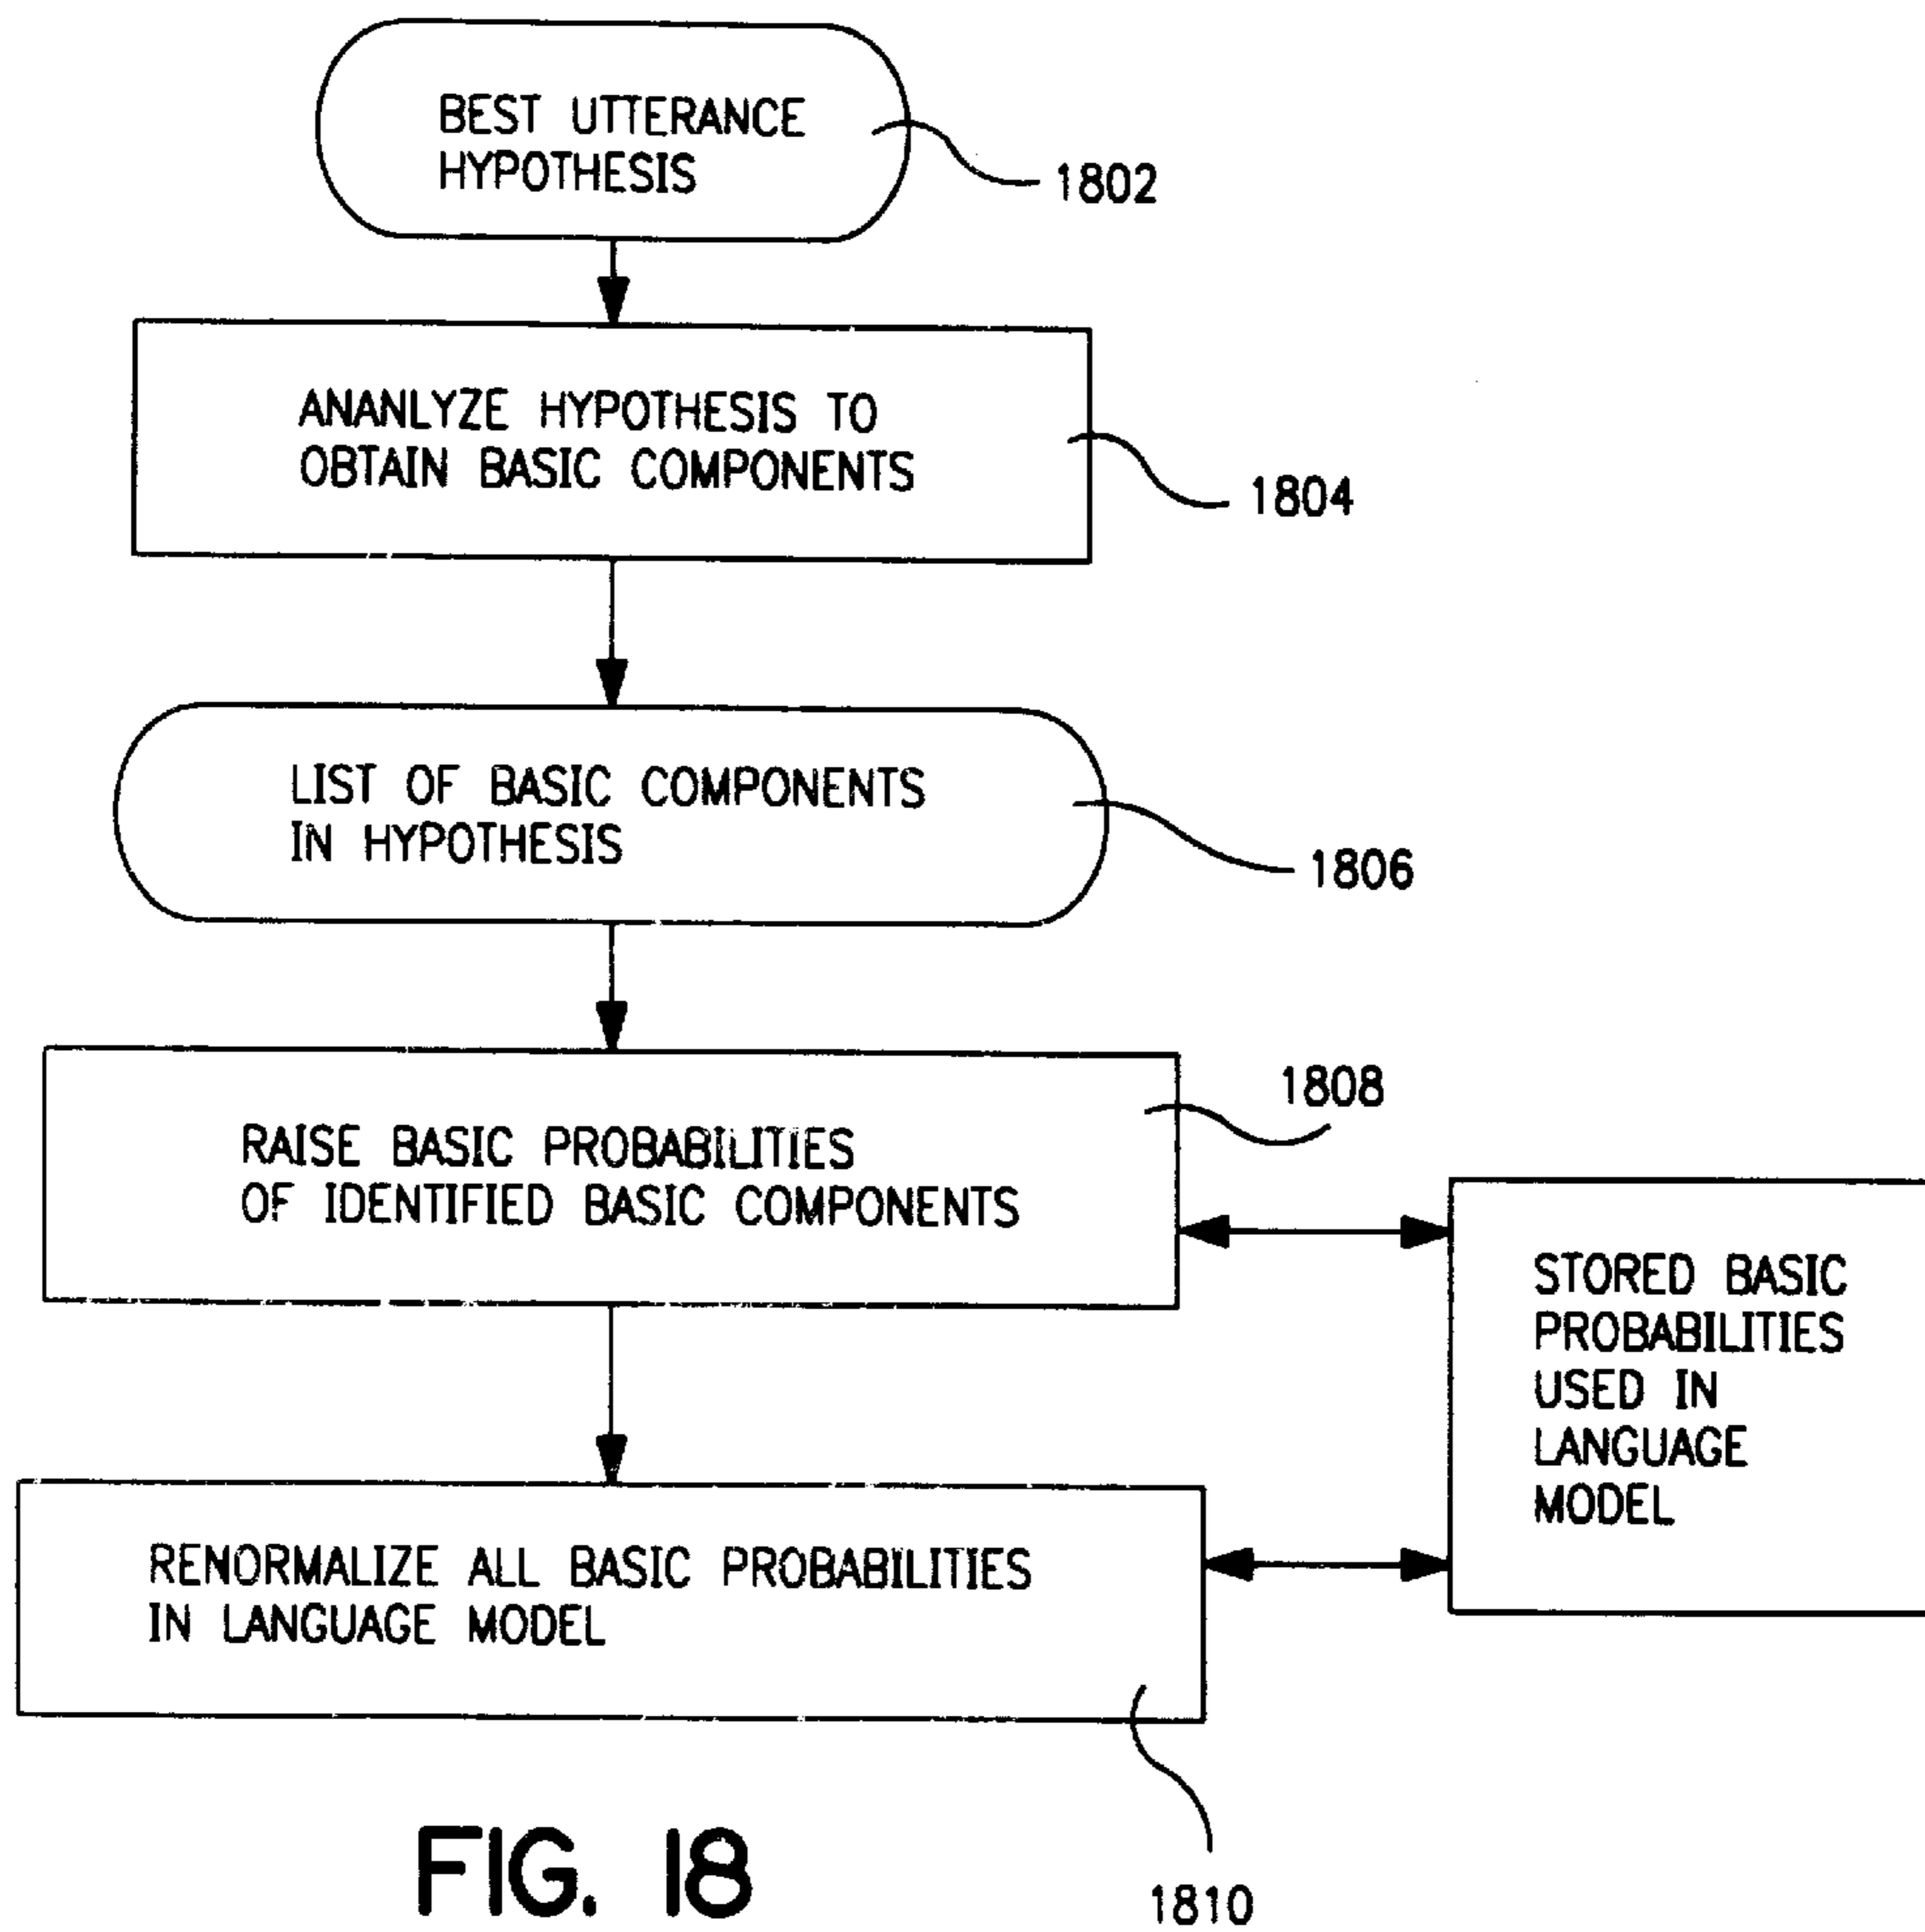 BEST UTTERANCE
HYPOTHESIS
1802
ANANLYZE HYPOTHESIS TO
OBTAIN BASIC COMPONENTS
1804
LIST OF BASIC COMPONENTS
IN HYPOTHESIS
1806
RAISE BASIC PROBABILITIES
OF IDENTIFIED BASIC COMPONENTS
1808
STORED BASIC
PROBABILITIES
USED IN
LANGUAGE
MODEL
RENORMALIZE ALL BASIC PROBABILITIES
IN LANGUAGE MODEL
1810
FIG. 18